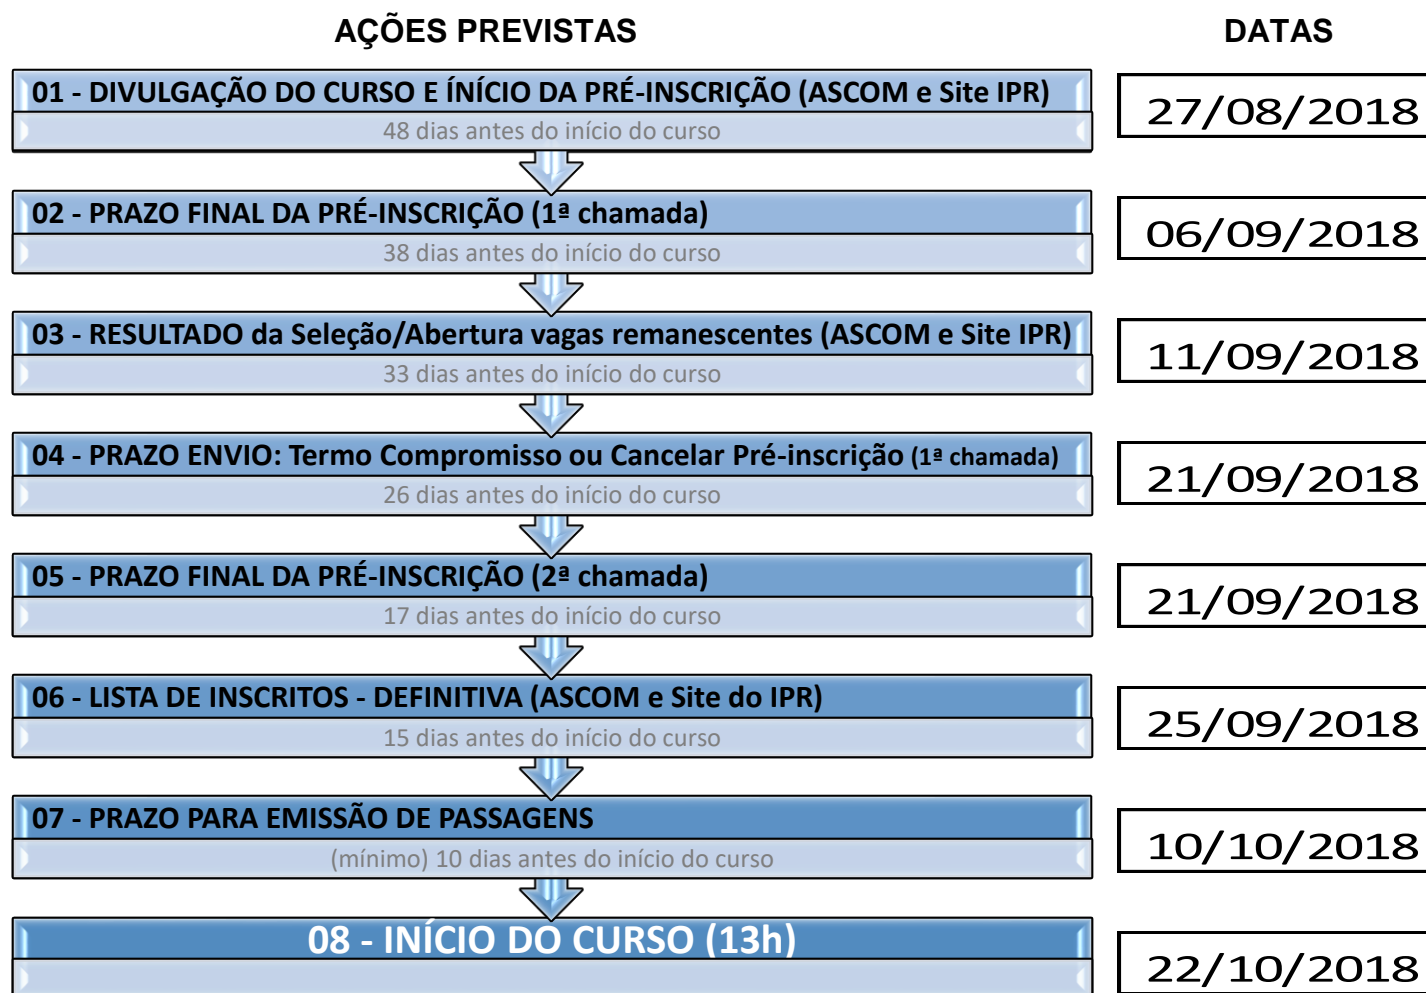 AÇÕES PREVISTAS DATAS
01 - DIVULGAÇÃO DO CURSO E ÍNÍCIO DA PRÉ-INSCRIÇÃO (ASCOM e Site IPR)
48 dias antes do início do curso
27/08/2018
02 - PRAZO FINAL DA PRÉ-INSCRIÇÃO (1ª chamada)
38 dias antes do início do curso
06/09/2018
03 - RESULTADO da Seleção/Abertura vagas remanescentes (ASCOM e Site IPR)
33 dias antes do início do curso
11/09/2018
04 - PRAZO ENVIO: Termo Compromisso ou Cancelar Pré-inscrição (1ª chamada)
26 dias antes do início do curso
21/09/2018
05 - PRAZO FINAL DA PRÉ-INSCRIÇÃO (2ª chamada)
17 dias antes do início do curso
21/09/2018
06 - LISTA DE INSCRITOS - DEFINITIVA (ASCOM e Site do IPR)
15 dias antes do início do curso
25/09/2018
07 - PRAZO PARA EMISSÃO DE PASSAGENS
(mínimo) 10 dias antes do início do curso
10/10/2018
08 - INÍCIO DO CURSO (13h)
22/10/2018